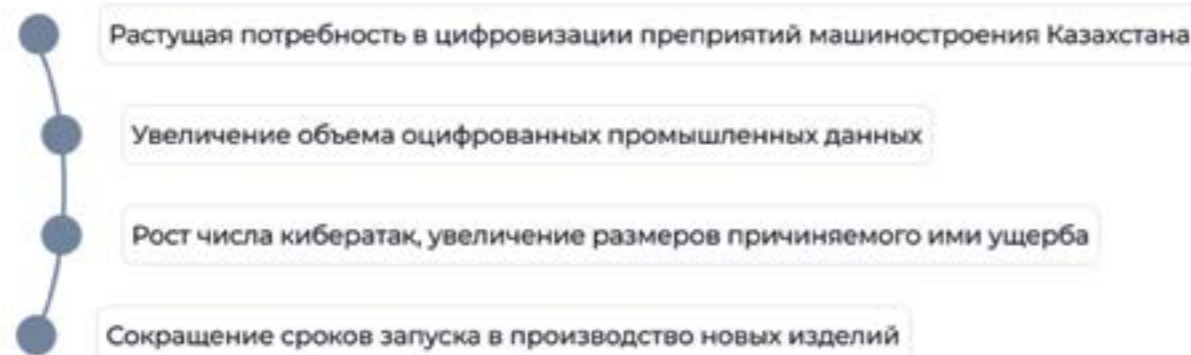 Растущая потребность в цифровизации преприятий машиностроения Казахстана
Увеличение объема оцифрованных промышленных данных
Рост числа кибератак, увеличение размеров причиняемого ими ущерба
Сокращение сроков запуска в производство новых изделий